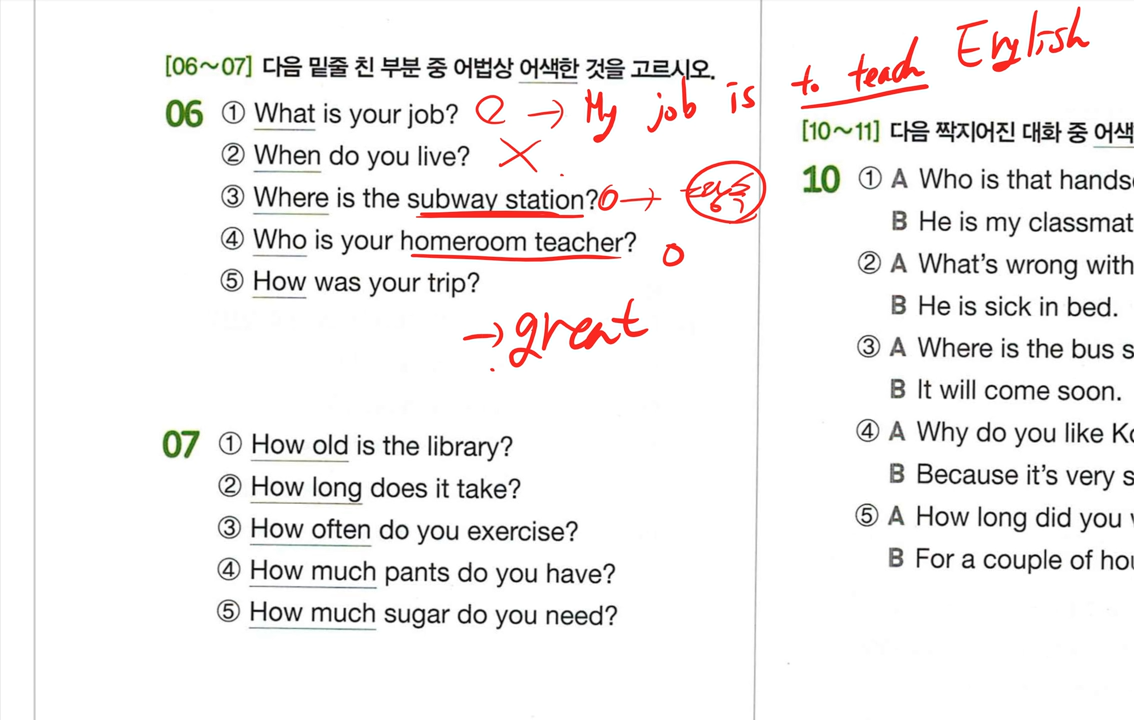 to teach English
[06~07] 다음 밑줄 친 부분 중 어법상 어색한 것을 고르시오.
06 ① What is your job? → My job is
② When do you live? X
③ Where is the subway station? O →
④ Who is your homeroom teacher? O
⑤ How was your trip?
→ great
07 ① How old is the library?
② How long does it take?
③ How often do you exercise?
④ How much pants do you have?
⑤ How much sugar do you need?
[10~11] 다음 짝지어진 대화 중 어색
10 ① A Who is that hands
B He is my classmat
② A What's wrong with
B He is sick in bed.
③ A Where is the bus s
B It will come soon.
④ A Why do you like K
B Because it's very s
⑤ A How long did you
B For a couple of hou